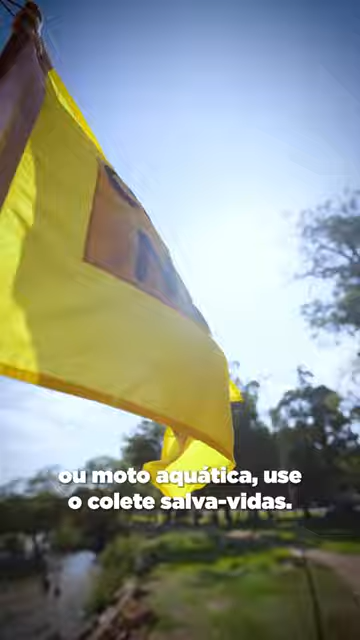 ou moto aquática, use
o colete salva-vidas.